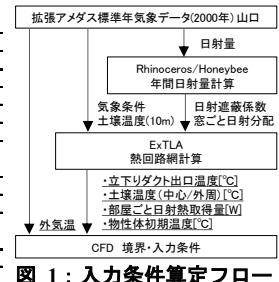 拡張アメダス標準年気象データ(2000年) 山口
日射量
Rhinoceros/Honeybee
年間日射量計算
気象条件
土壌温度(10m)
日射遮蔽係数
窓ごと日射分配
ExTLA
熱回路網計算
・立下りダクト出口温度[℃]
・土壌温度(中心/外周)[℃]
・部屋ごと日射熱取得量[W]
・物性体初期温度[℃]
外気温
CFD 境界・入力条件
図 1：入力条件算定フロー